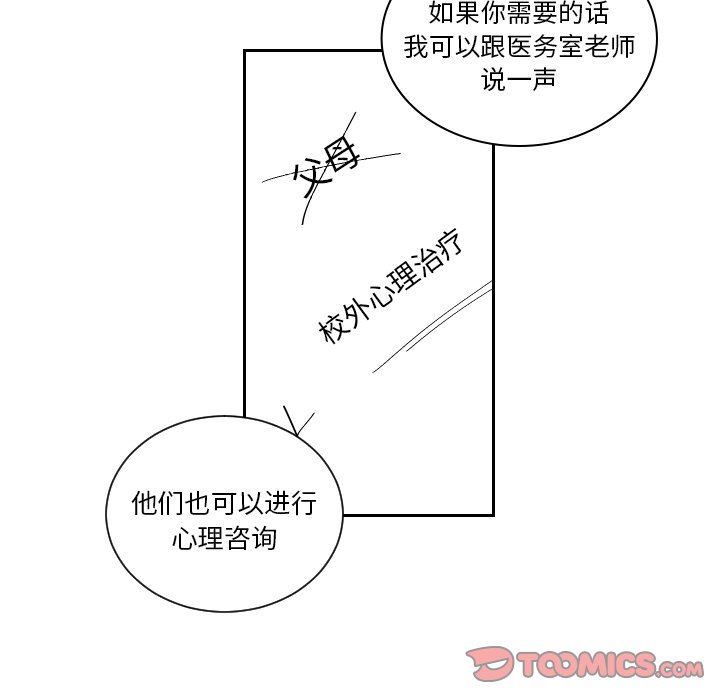 如果你需要的话
我可以跟医务室老师
说一声
父母
校外心理治疗
他们也可以进行
心理咨询
TOOMICS.COM